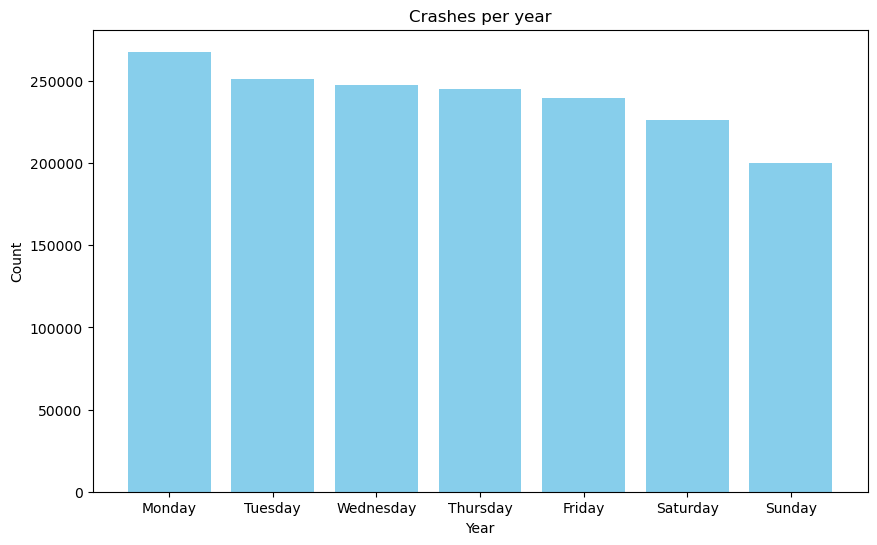 Crashes per year
Count
250000
200000
150000
100000
50000
0
Monday Tuesday Wednesday Thursday Friday Saturday Sunday
Year